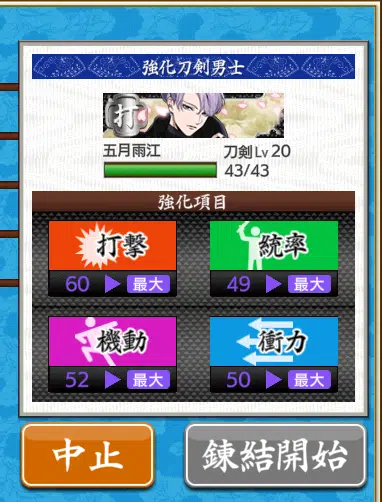 強化刀剣男士
打
五月雨江 刀剣Lv 20
43/43
強化項目
打撃 統率
60 ▶ 最大 49 ▶ 最大
機動 衝力
52 ▶ 最大 50 ▶ 最大
中止 錬結開始